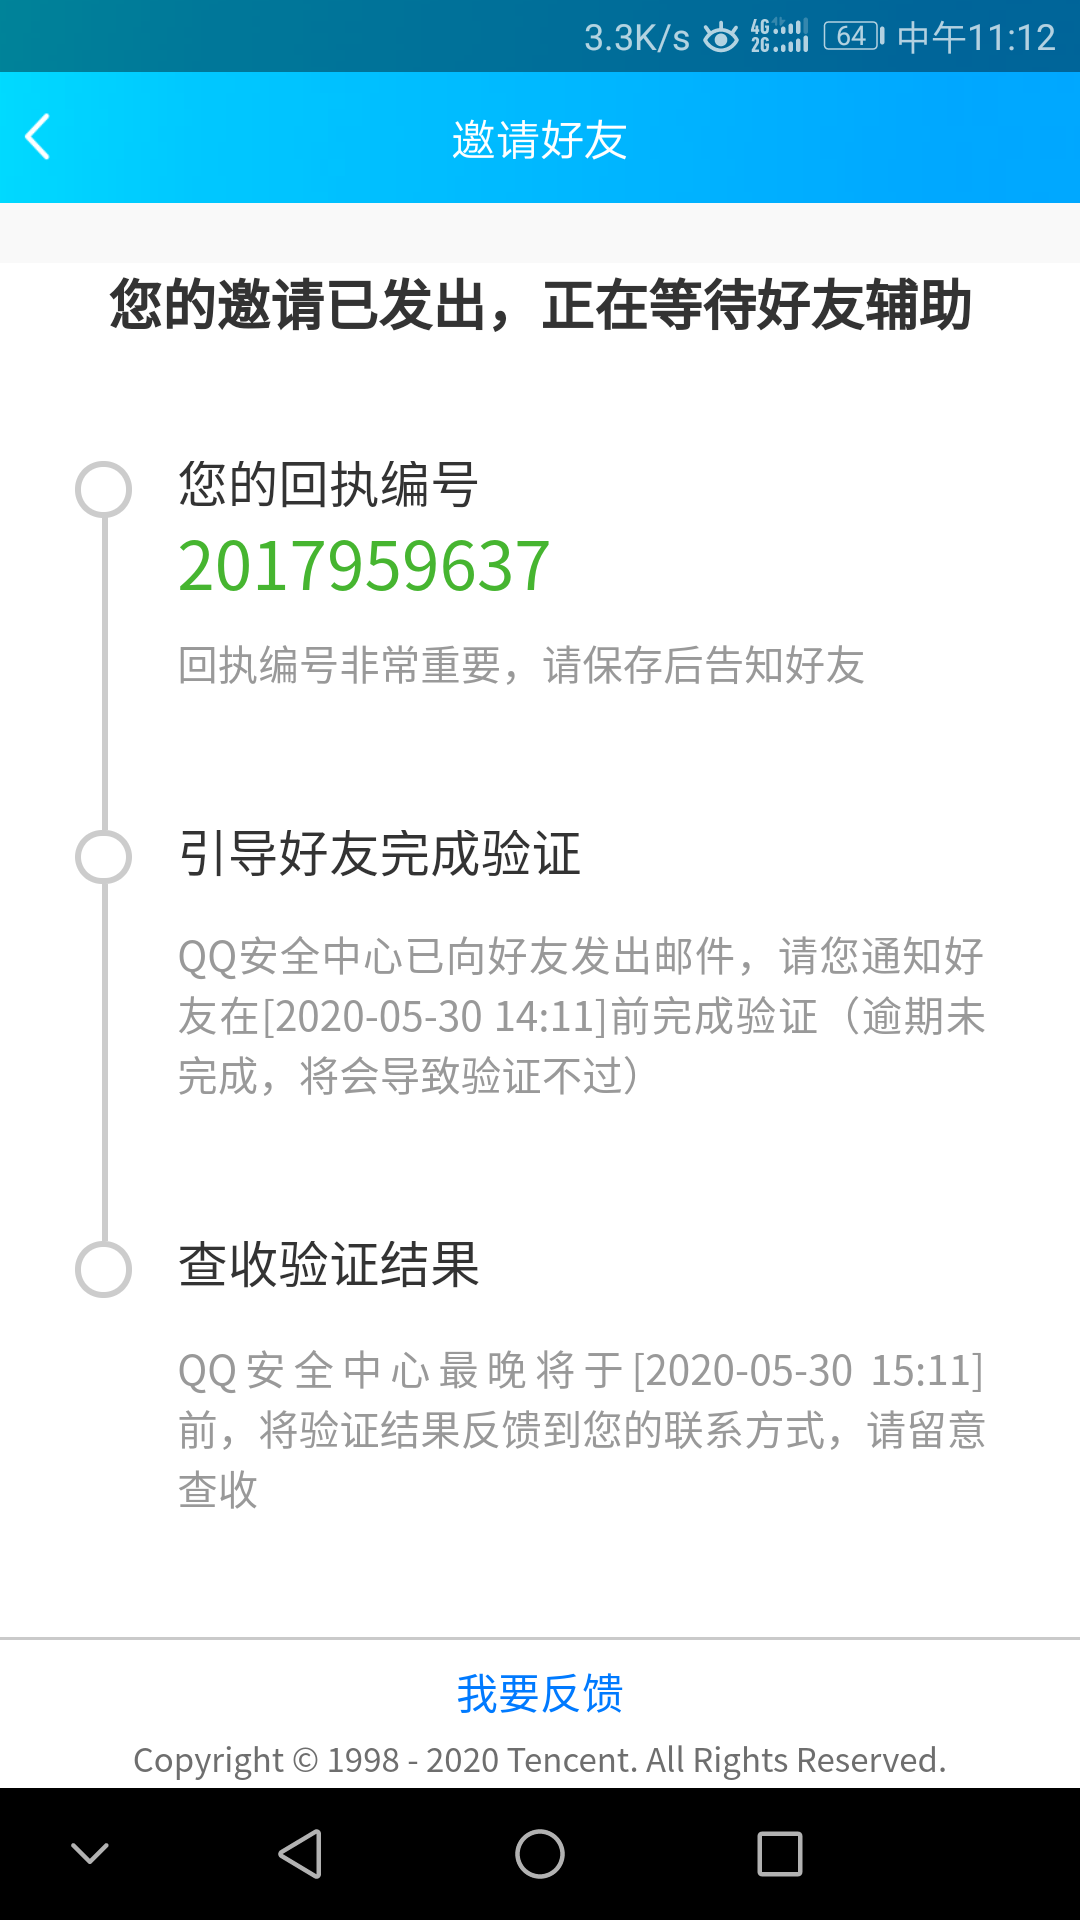 3.3K/s 4G 2G 64 中午11:12
邀请好友
您的邀请已发出，正在等待好友辅助
您的回执编号
2017959637
回执编号非常重要，请保存后告知好友
引导好友完成验证
QQ安全中心已向好友发出邮件，请您通知好
友在[2020-05-30 14:11]前完成验证（逾期未
完成，将会导致验证不过）
查收验证结果
QQ安全中心最晚将于[2020-05-30 15:11]
前，将验证结果反馈到您的联系方式，请留意
查收
我要反馈
Copyright © 1998 - 2020 Tencent. All Rights Reserved.